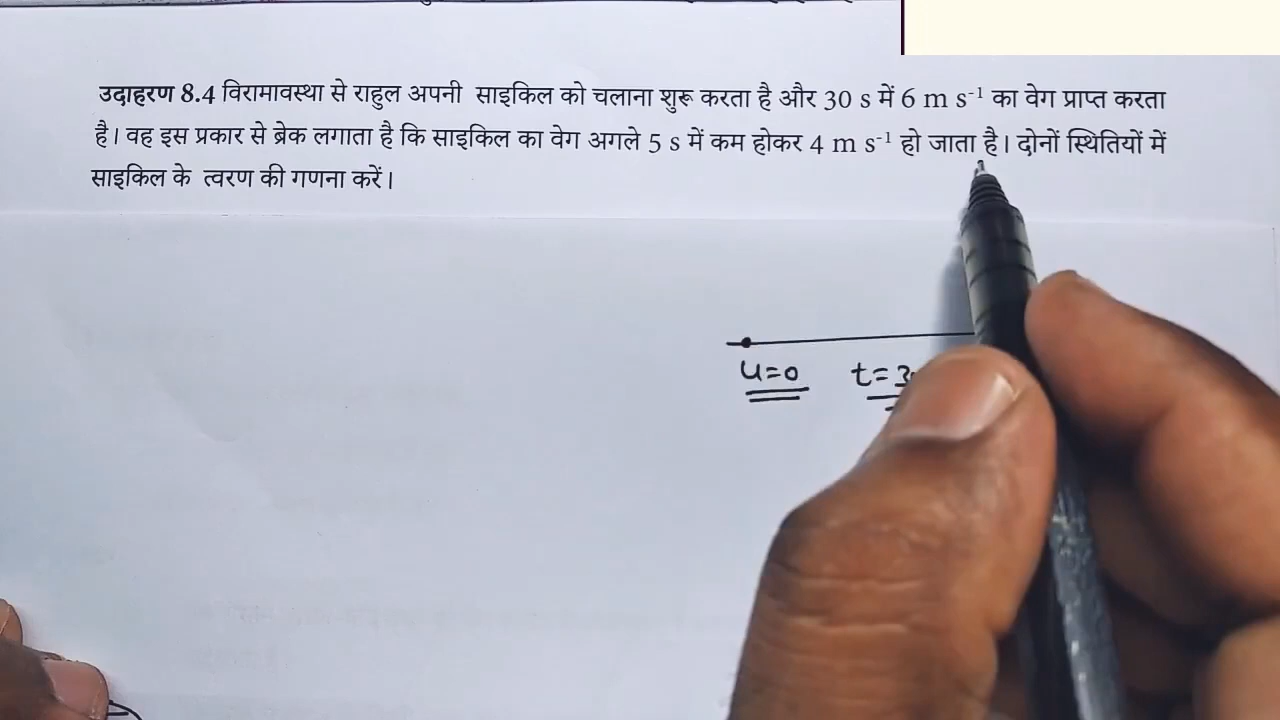 उदाहरण 8.4 विरामावस्था से राहुल अपनी साइकिल को चलाना शुरू करता है और 30 s में 6 m s⁻¹ का वेग प्राप्त करता
है। वह इस प्रकार से ब्रेक लगाता है कि साइकिल का वेग अगले 5 s में कम होकर 4 m s⁻¹ हो जाता है। दोनों स्थितियों में
साइकिल के त्वरण की गणना करें।
u=0 t=3